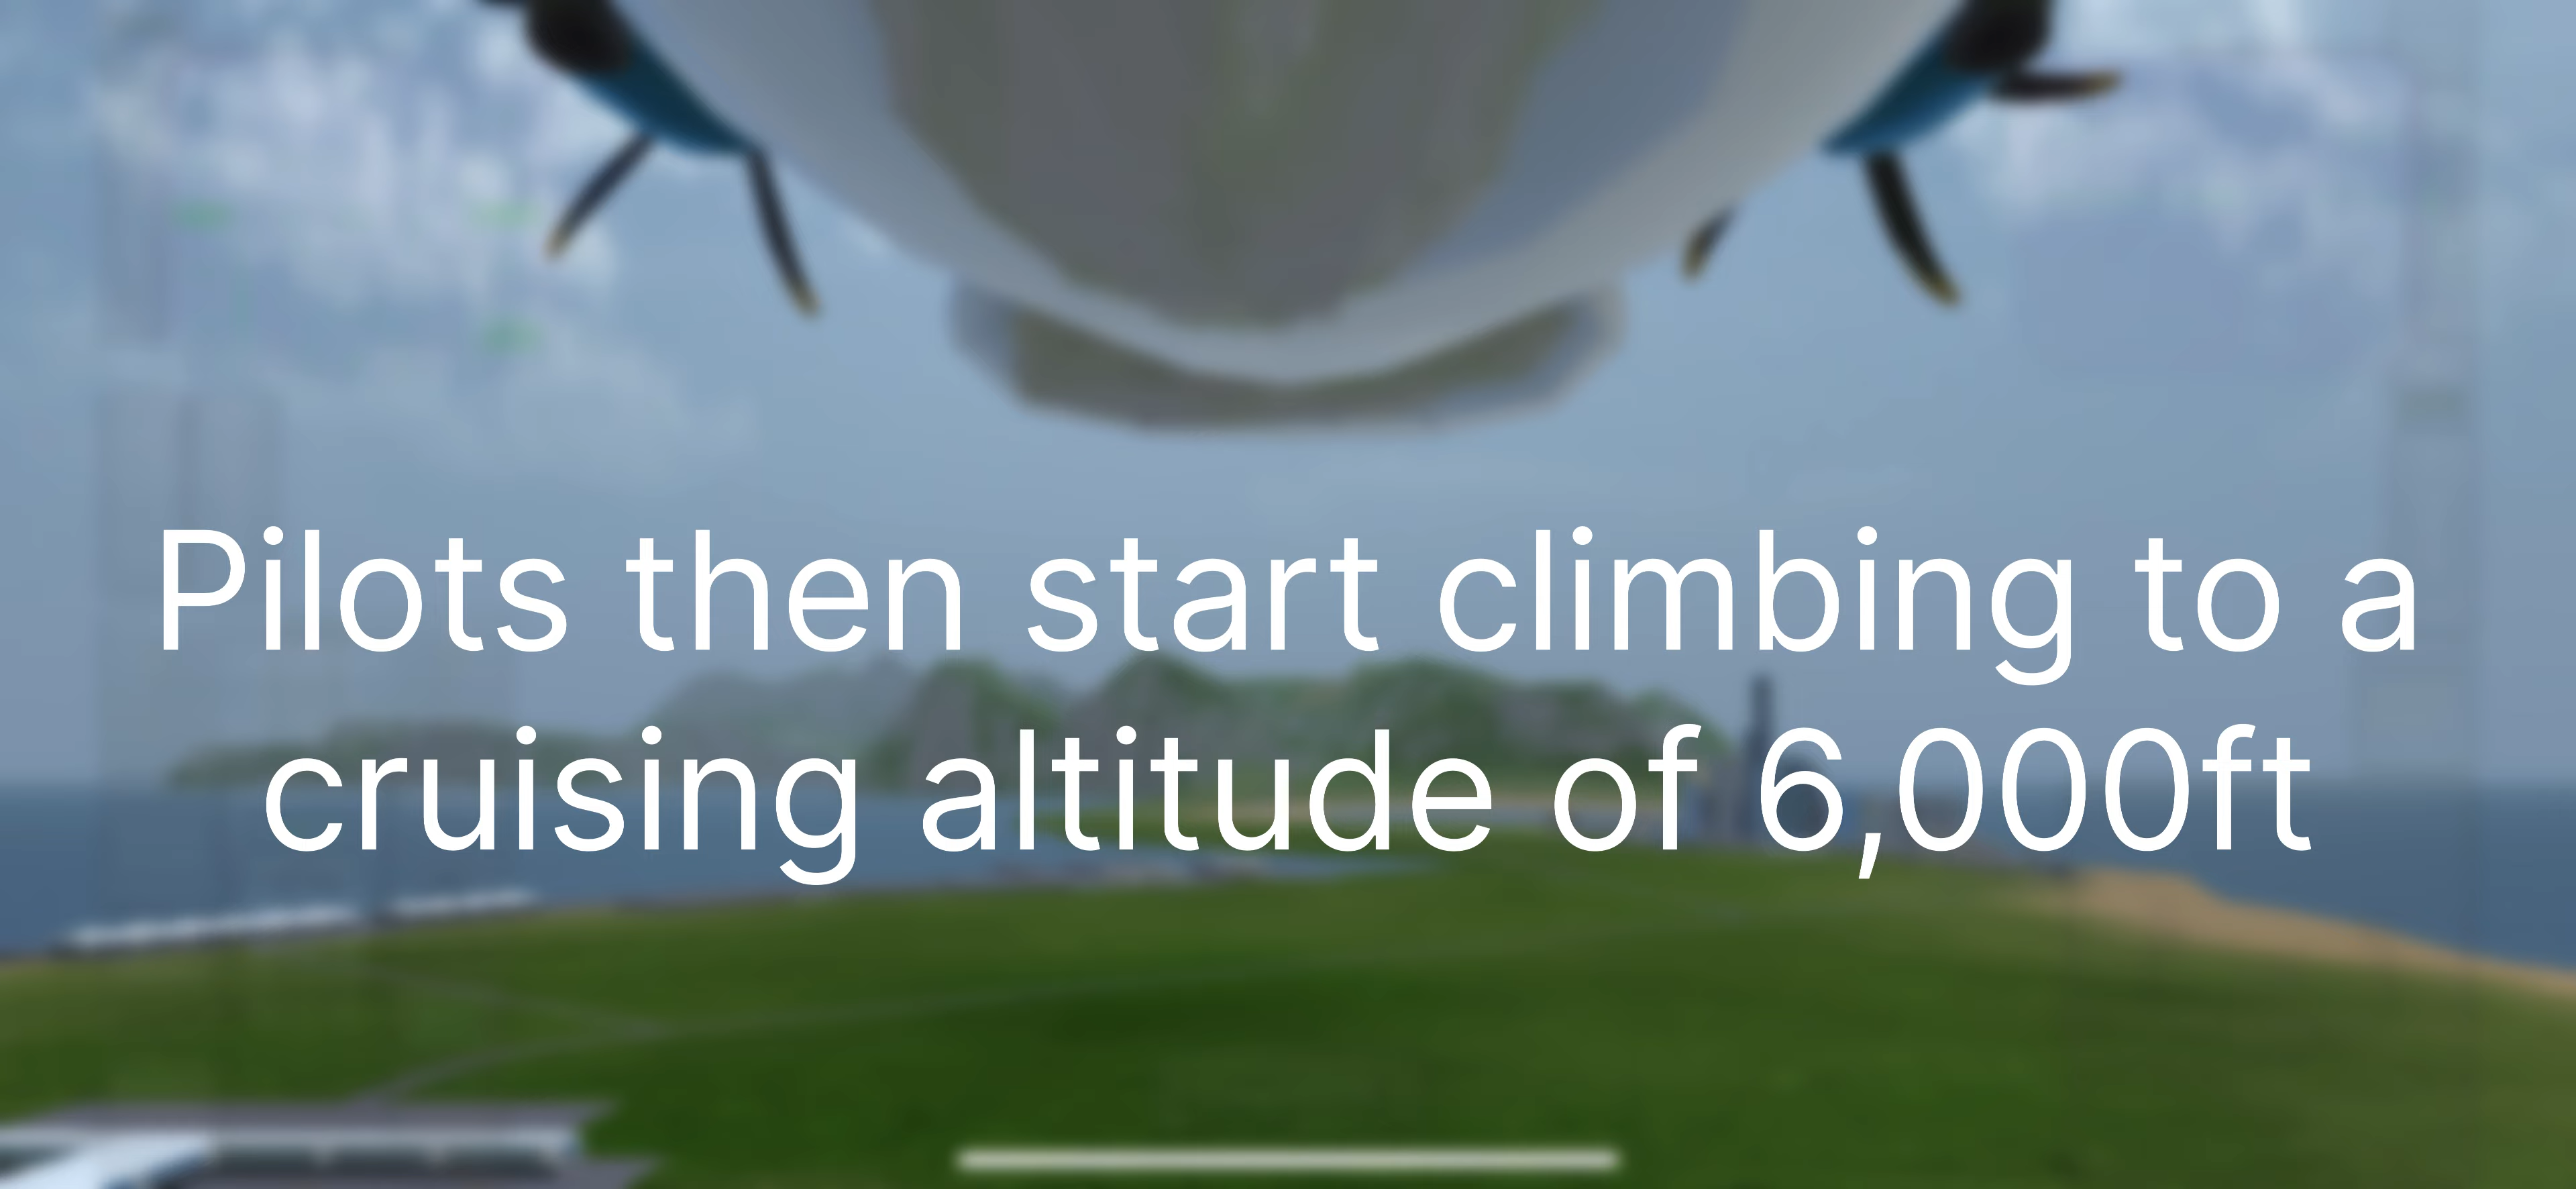 Pilots then start climbing to a
cruising altitude of 6,000ft